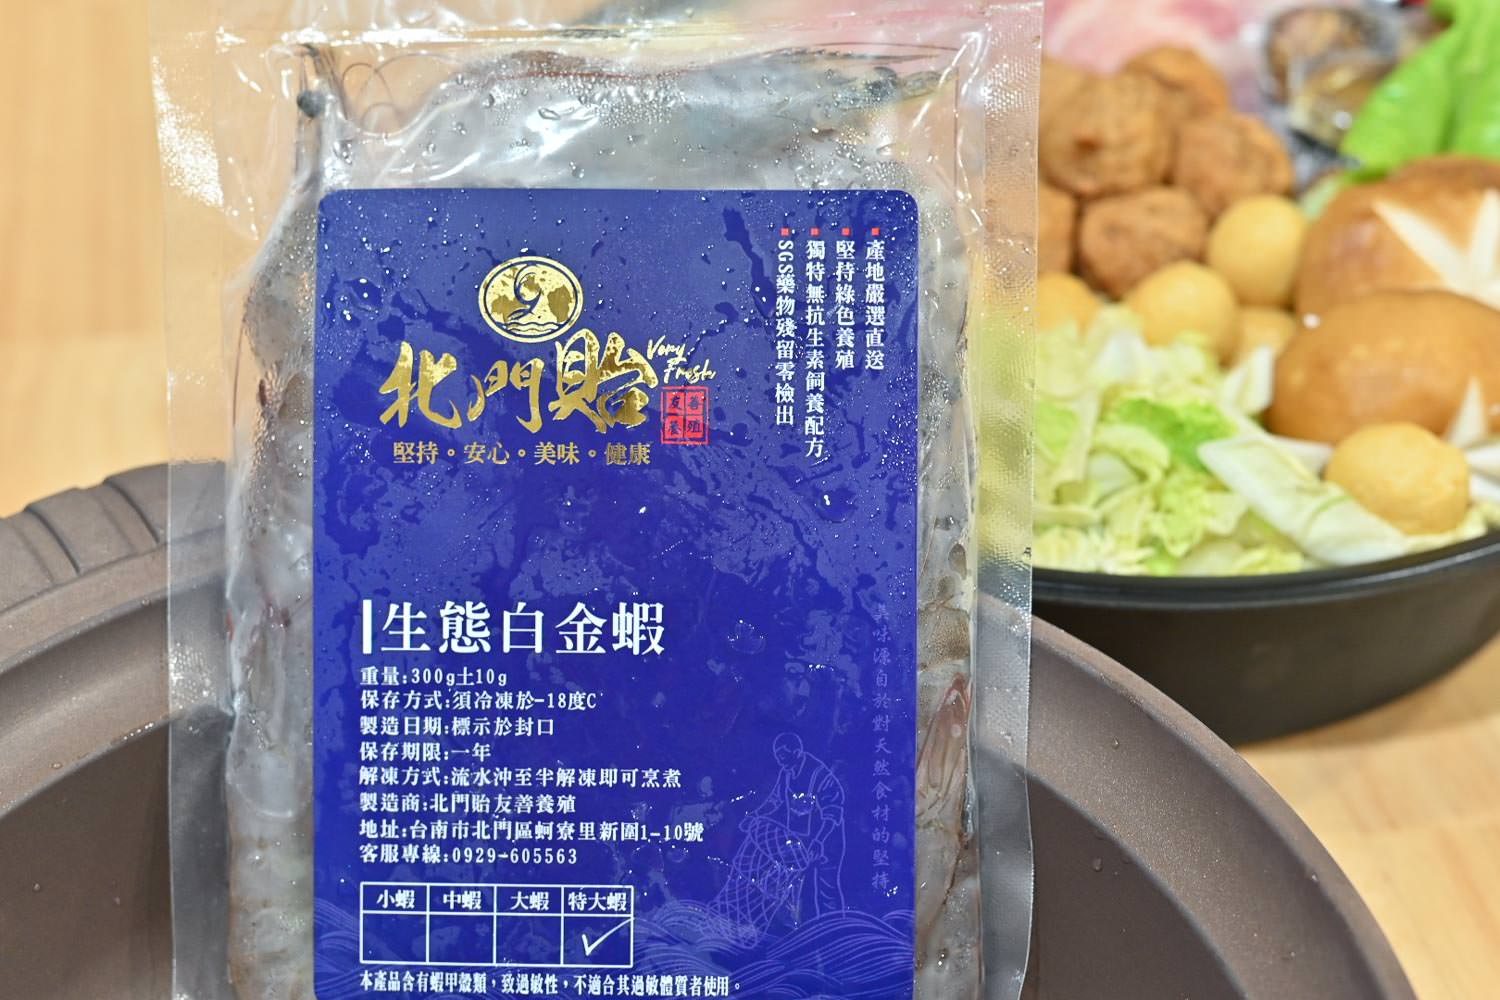 產地嚴選直送
堅持綠色養殖
獨特無抗生素飼養配方
SGS藥物殘留零檢出
北門貽
Very
Fresh
友善
養殖
堅持。安心。美味。健康
生態白金蝦
重量:300g土10g
保存方式:須冷凍於-18度C
製造日期:標示於封口
保存期限:一年
解凍方式:流水沖至半解凍即可烹煮
製造商:北門貽友善養殖
地址:台南市北門區蚵寮里新圍1-10號
客服專線:0929-605563
美味源自於對天然食材的堅持
小蝦 中蝦 大蝦 特大蝦
本產品含有蝦甲殼類，致過敏性，不適合其過敏體質者使用。